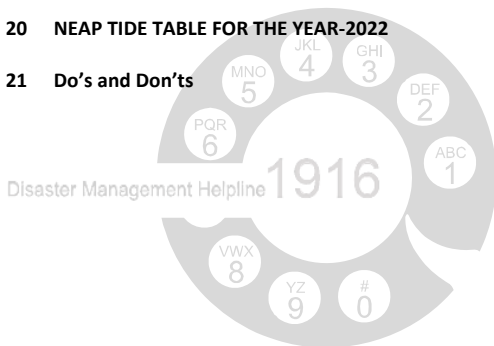 20 NEAP TIDE TABLE FOR THE YEAR-2022
JKL
4
GHI
3
21 Do's and Don'ts
MNO
5
DEF
2
PQR
6
ABC
1
Disaster Management Helpline 1916
VWX
8
YZ
9
#
0